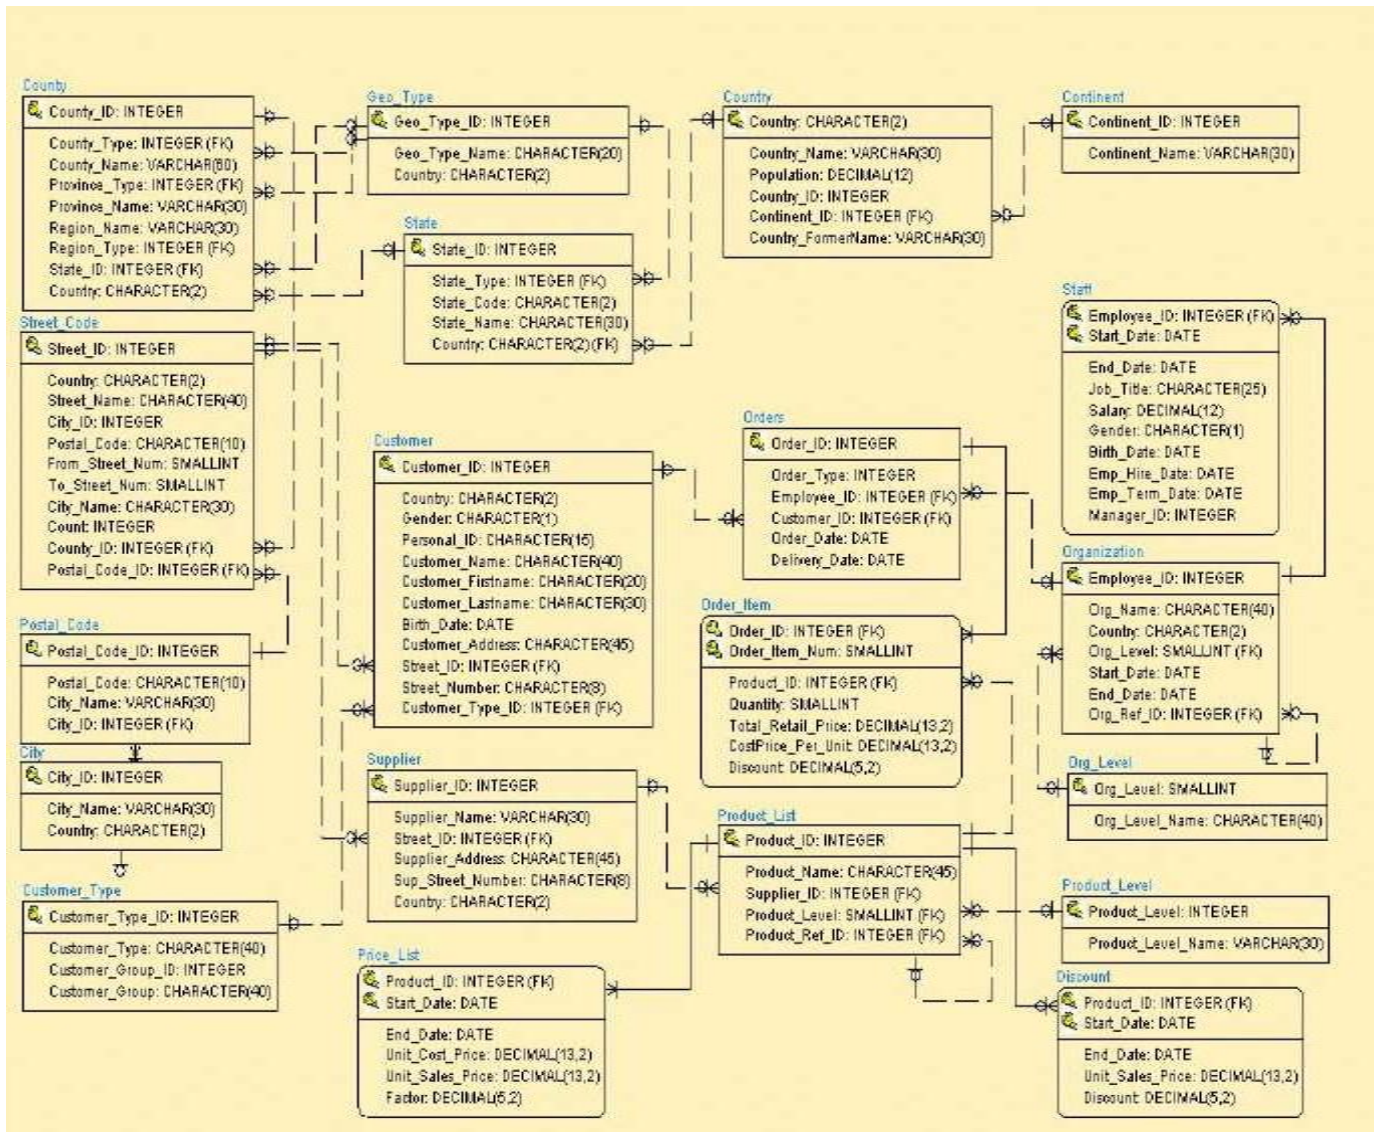 County
County_ID: INTEGER
County_Type: INTEGER (FK)
County_Name: VARCHAR(60)
Province_Type: INTEGER (FK)
Province_Name: VARCHAR(30)
Region_Name: VARCHAR(30)
Region_Type: INTEGER (FK)
State_ID: INTEGER (FK)
Country: CHARACTER(2)
Geo_Type
Geo_Type_ID: INTEGER
Geo_Type_Name: CHARACTER(20)
Country: CHARACTER(2)
Country
Country: CHARACTER(2)
Country_Name: VARCHAR(30)
Population: DECIMAL(12)
Country_ID: INTEGER
Continent_ID: INTEGER (FK)
Country_FormerName: VARCHAR(30)
Continent
Continent_ID: INTEGER
Continent_Name: VARCHAR(30)
State
State_ID: INTEGER
State_Type: INTEGER (FK)
State_Code: CHARACTER(2)
State_Name: CHARACTER(30)
Country: CHARACTER(2) (FK)
Staff
Employee_ID: INTEGER (FK)
Start_Date: DATE
End_Date: DATE
Job_Title: CHARACTER(25)
Salary: DECIMAL(12)
Gender: CHARACTER(1)
Birth_Date: DATE
Emp_Hire_Date: DATE
Emp_Term_Date: DATE
Manager_ID: INTEGER
Street_Code
Street_ID: INTEGER
Country: CHARACTER(2)
Street_Name: CHARACTER(40)
City_ID: INTEGER
Postal_Code: CHARACTER(10)
From_Street_Num: SMALLINT
To_Street_Num: SMALLINT
City_Name: CHARACTER(30)
Count: INTEGER
County_ID: INTEGER (FK)
Postal_Code_ID: INTEGER (FK)
Customer
Customer_ID: INTEGER
Country: CHARACTER(2)
Gender: CHARACTER(1)
Personal_ID: CHARACTER(15)
Customer_Name: CHARACTER(40)
Customer_Firstname: CHARACTER(20)
Customer_Lastname: CHARACTER(30)
Birth_Date: DATE
Customer_Address: CHARACTER(45)
Street_ID: INTEGER (FK)
Street_Number: CHARACTER(8)
Customer_Type_ID: INTEGER (FK)
Orders
Order_ID: INTEGER
Order_Type: INTEGER
Employee_ID: INTEGER (FK)
Customer_ID: INTEGER (FK)
Order_Date: DATE
Delivery_Date: DATE
Organization
Employee_ID: INTEGER
Org_Name: CHARACTER(40)
Country: CHARACTER(2)
Org_Level: SMALLINT (FK)
Start_Date: DATE
End_Date: DATE
Org_Ref_ID: INTEGER (FK)
Order_Item
Order_ID: INTEGER (FK)
Order_Item_Num: SMALLINT
Product_ID: INTEGER (FK)
Quantity: SMALLINT
Total_Retail_Price: DECIMAL(13,2)
CostPrice_Per_Unit: DECIMAL(13,2)
Discount: DECIMAL(5,2)
Postal_Code
Postal_Code_ID: INTEGER
Postal_Code: CHARACTER(10)
City_Name: VARCHAR(30)
City_ID: INTEGER (FK)
City
City_ID: INTEGER
City_Name: VARCHAR(30)
Country: CHARACTER(2)
Supplier
Supplier_ID: INTEGER
Supplier_Name: VARCHAR(30)
Street_ID: INTEGER (FK)
Supplier_Address: CHARACTER(45)
Sup_Street_Number: CHARACTER(8)
Country: CHARACTER(2)
Org_Level
Org_Level: SMALLINT
Org_Level_Name: CHARACTER(40)
Product_List
Product_ID: INTEGER
Product_Name: CHARACTER(45)
Supplier_ID: INTEGER (FK)
Product_Level: SMALLINT (FK)
Product_Ref_ID: INTEGER (FK)
Product_Level
Product_Level: INTEGER
Product_Level_Name: VARCHAR(30)
Customer_Type
Customer_Type_ID: INTEGER
Customer_Type: CHARACTER(40)
Customer_Group_ID: INTEGER
Customer_Group: CHARACTER(40)
Price_List
Product_ID: INTEGER (FK)
Start_Date: DATE
End_Date: DATE
Unit_Cost_Price: DECIMAL(13,2)
Unit_Sales_Price: DECIMAL(13,2)
Factor: DECIMAL(5,2)
Discount
Product_ID: INTEGER (FK)
Start_Date: DATE
End_Date: DATE
Unit_Sales_Price: DECIMAL(13,2)
Discount: DECIMAL(5,2)